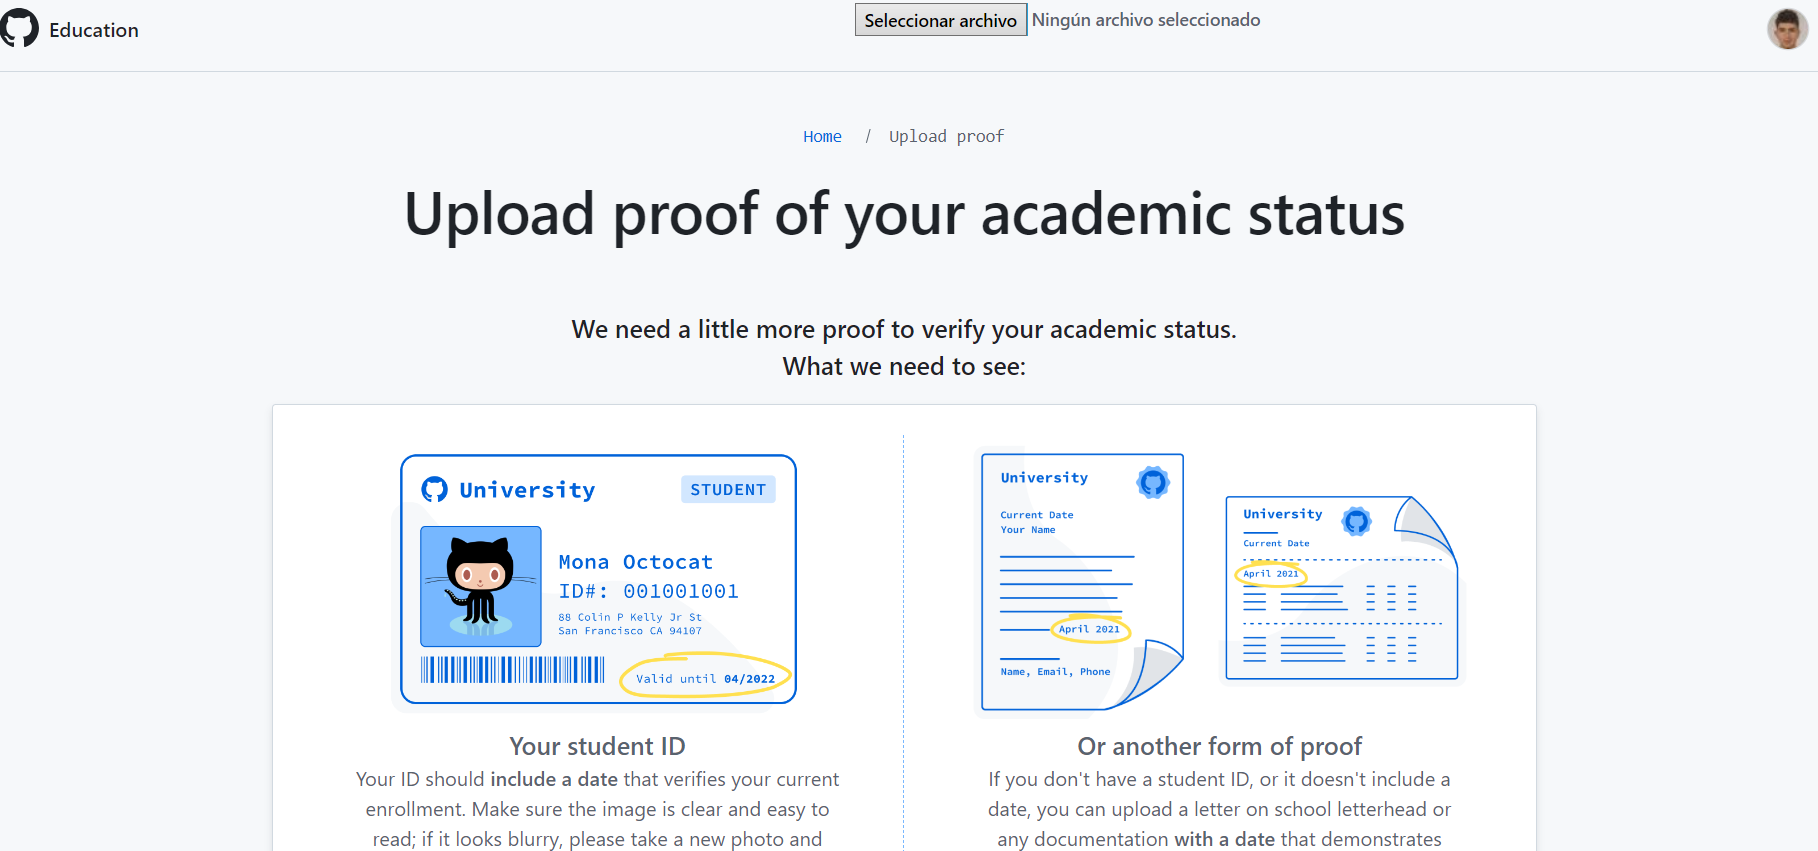 Education
Seleccionar archivo Ningún archivo seleccionado
Home / Upload proof
Upload proof of your academic status
We need a little more proof to verify your academic status.
What we need to see:
University STUDENT
Mona Octocat
ID#: 001001001
88 Colin P Kelly Jr St
San Francisco CA 94107
Valid until 04/2022
Your student ID
Your ID should include a date that verifies your current
enrollment. Make sure the image is clear and easy to
read; if it looks blurry, please take a new photo and
University
Current Date
Your Name
April 2021
Name, Email, Phone
University
Current Date
April 2021
Or another form of proof
If you don't have a student ID, or it doesn't include a
date, you can upload a letter on school letterhead or
any documentation with a date that demonstrates